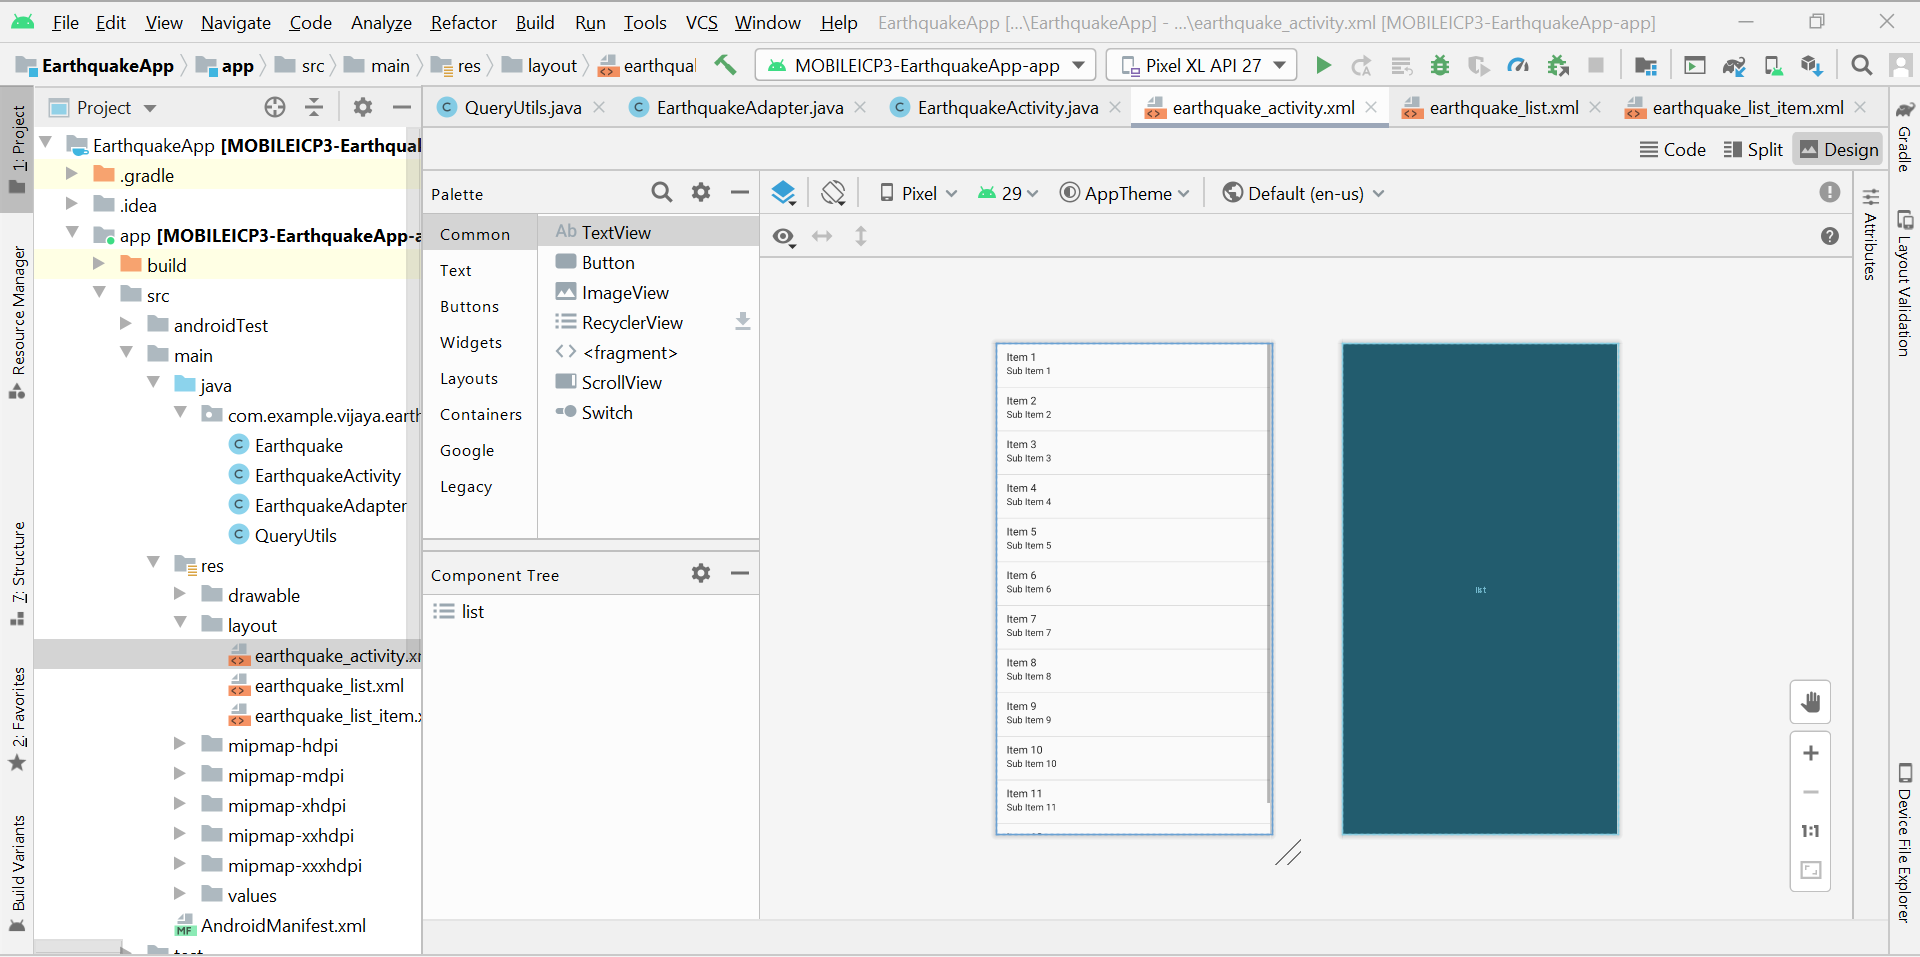 File Edit View Navigate Code Analyze Refactor Build Run Tools VCS Window Help EarthquakeApp [...\EarthquakeApp] - ...\earthquake_activity.xml [MOBILEICP3-EarthquakeApp-app]
EarthquakeApp app src main res layout earthqual MOBILEICP3-EarthquakeApp-app Pixel XL API 27
Project QueryUtils.java EarthquakeAdapter.java EarthquakeActivity.java earthquake_activity.xml earthquake_list.xml earthquake_list_item.xml
Code Split Design
1: Project
Resource Manager
7: Structure
2: Favorites
Build Variants
EarthquakeApp [MOBILEICP3-Earthqual
.gradle
.idea
app [MOBILEICP3-EarthquakeApp-a
build
src
androidTest
main
java
com.example.vijaya.earth
C Earthquake
C EarthquakeActivity
C EarthquakeAdapter
C QueryUtils
res
drawable
layout
earthquake_activity.xm
earthquake_list.xml
earthquake_list_item.x
mipmap-hdpi
mipmap-mdpi
mipmap-xhdpi
mipmap-xxhdpi
mipmap-xxxhdpi
values
MF AndroidManifest.xml
Palette
Common
Text
Buttons
Widgets
Layouts
Containers
Google
Legacy
Ab TextView
Button
ImageView
RecyclerView
<fragment>
ScrollView
Switch
Component Tree
list
Pixel 29 AppTheme Default (en-us)
Item 1
Sub Item 1
Item 2
Sub Item 2
Item 3
Sub Item 3
Item 4
Sub Item 4
Item 5
Sub Item 5
Item 6
Sub Item 6
Item 7
Sub Item 7
Item 8
Sub Item 8
Item 9
Sub Item 9
Item 10
Sub Item 10
Item 11
Sub Item 11
list
1:1
Attributes
Gradle
Layout Validation
Device File Explorer